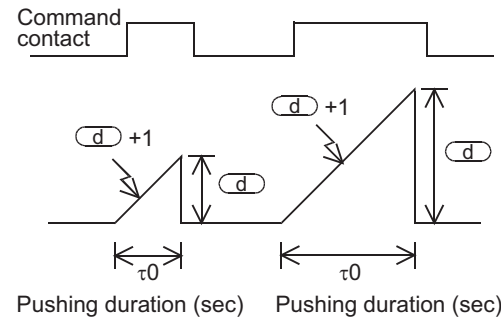 Command
contact
d +1
d +1
d
d
τ0
τ0
Pushing duration (sec)
Pushing duration (sec)